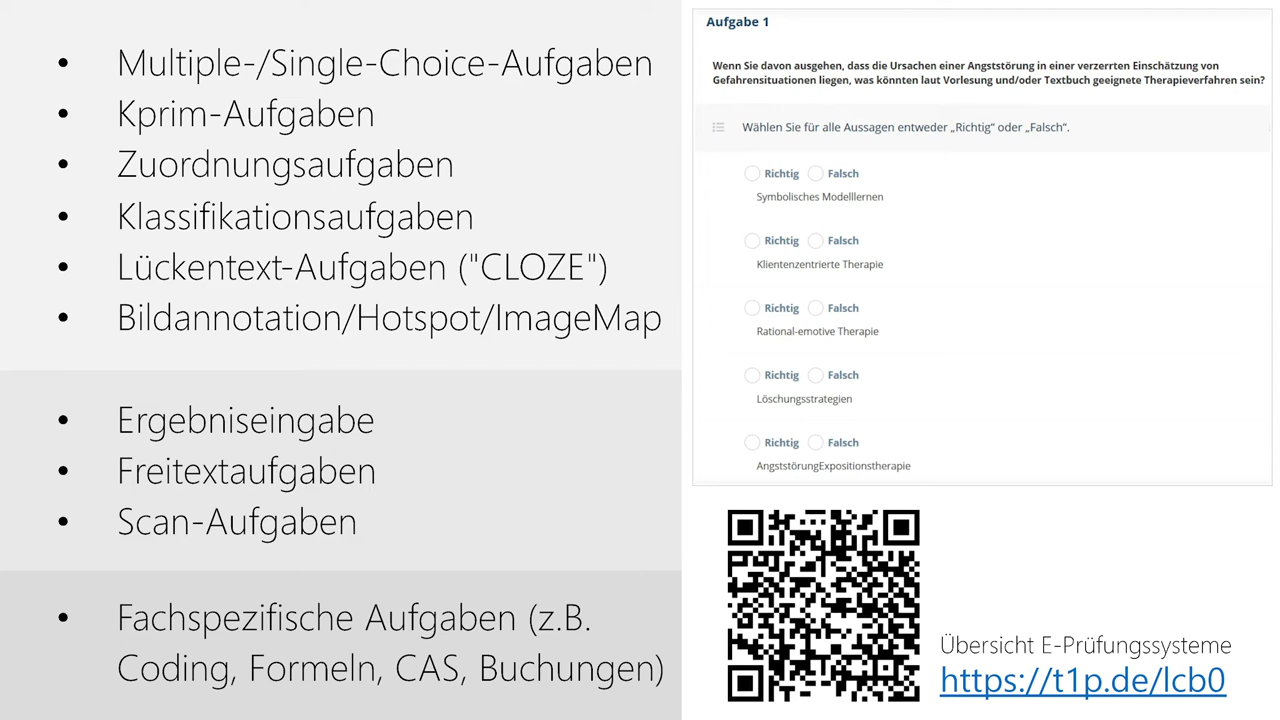 • Multiple-/Single-Choice-Aufgaben
• Kprim-Aufgaben
• Zuordnungsaufgaben
• Klassifikationsaufgaben
• Lückentext-Aufgaben ("CLOZE")
• Bildannotation/Hotspot/ImageMap
• Ergebniseingabe
• Freitextaufgaben
• Scan-Aufgaben
• Fachspezifische Aufgaben (z.B.
Coding, Formeln, CAS, Buchungen)
Aufgabe 1
Wenn Sie davon ausgehen, dass die Ursachen einer Angststörung in einer verzerrten Einschätzung von
Gefahrensituationen liegen, was könnten laut Vorlesung und/oder Textbuch geeignete Therapieverfahren sein?
Wählen Sie für alle Aussagen entweder „Richtig“ oder „Falsch“.
Richtig Falsch
Symbolisches Modelllernen
Richtig Falsch
Klientenzentrierte Therapie
Richtig Falsch
Rational-emotive Therapie
Richtig Falsch
Löschungsstrategien
Richtig Falsch
AngststörungExpositionstherapie
Übersicht E-Prüfungssysteme
https://t1p.de/lcb0